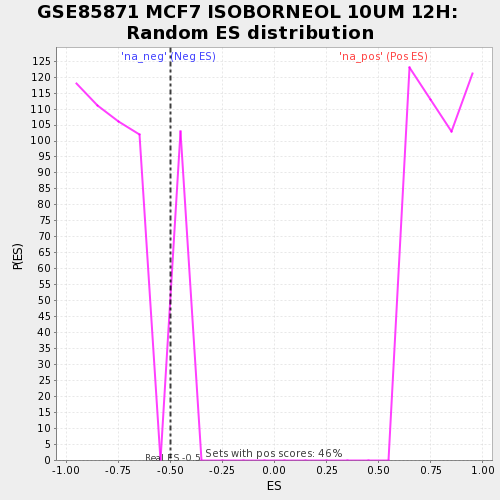 GSE85871 MCF7 ISOBORNEOL 10UM 12H:
Random ES distribution
'na_neg' (Neg ES)
'na_pos' (Pos ES)
125
120
115
110
105
100
95
90
85
80
75
70
65
60
55
50
45
40
35
30
25
20
15
10
5
0
P(ES)
Real ES -0.5
Sets with pos scores: 46%
-1.00 -0.75 -0.50 -0.25 0.00 0.25 0.50 0.75 1.00
ES